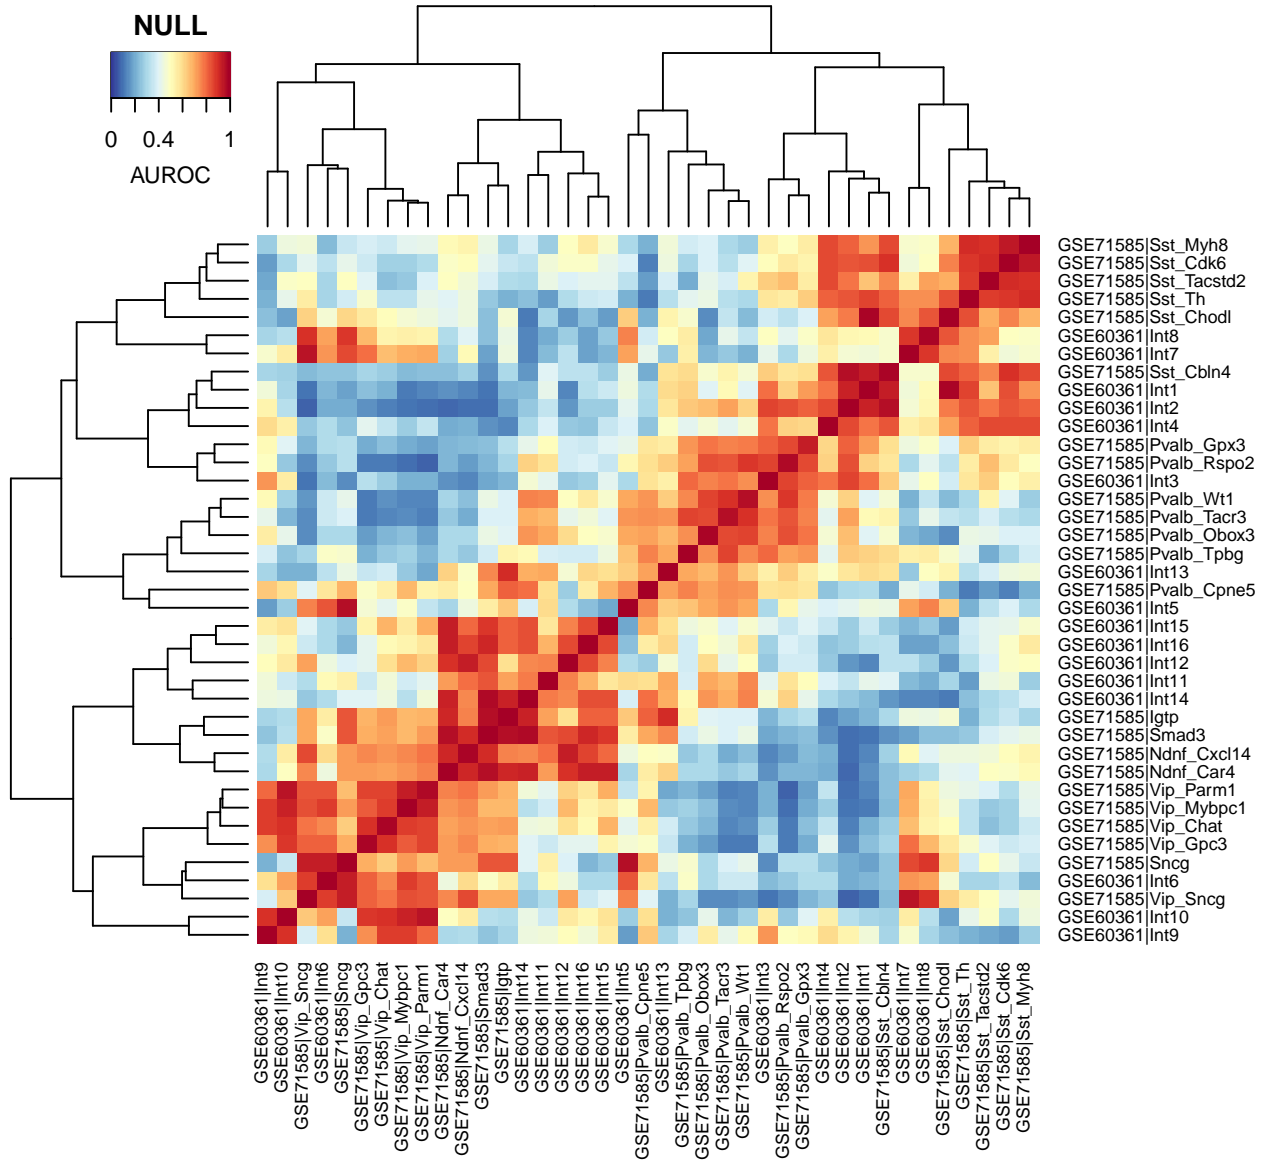 NULL
0 0.4 1
AUROC
GSE71585|Sst_Myh8
GSE71585|Sst_Cdk6
GSE71585|Sst_Tacstd2
GSE71585|Sst_Th
GSE71585|Sst_Chodl
GSE60361|Int8
GSE60361|Int7
GSE71585|Sst_Cbln4
GSE60361|Int1
GSE60361|Int2
GSE60361|Int4
GSE71585|Pvalb_Gpx3
GSE71585|Pvalb_Rspo2
GSE60361|Int3
GSE71585|Pvalb_Wt1
GSE71585|Pvalb_Tacr3
GSE71585|Pvalb_Obox3
GSE71585|Pvalb_Tpbg
GSE60361|Int13
GSE71585|Pvalb_Cpne5
GSE60361|Int5
GSE60361|Int15
GSE60361|Int16
GSE60361|Int12
GSE60361|Int11
GSE60361|Int14
GSE71585|Igtp
GSE71585|Smad3
GSE71585|Ndnf_Cxcl14
GSE71585|Ndnf_Car4
GSE71585|Vip_Parm1
GSE71585|Vip_Mybpc1
GSE71585|Vip_Chat
GSE71585|Vip_Gpc3
GSE71585|Sncg
GSE60361|Int6
GSE71585|Vip_Sncg
GSE60361|Int10
GSE60361|Int9
GSE60361|Int9
GSE60361|Int10
GSE71585|Vip_Sncg
GSE60361|Int6
GSE71585|Sncg
GSE71585|Vip_Gpc3
GSE71585|Vip_Chat
GSE71585|Vip_Mybpc1
GSE71585|Vip_Parm1
GSE71585|Ndnf_Car4
GSE71585|Ndnf_Cxcl14
GSE71585|Smad3
GSE71585|Igtp
GSE60361|Int14
GSE60361|Int11
GSE60361|Int12
GSE60361|Int16
GSE60361|Int15
GSE60361|Int5
GSE71585|Pvalb_Cpne5
GSE60361|Int13
GSE71585|Pvalb_Tpbg
GSE71585|Pvalb_Obox3
GSE71585|Pvalb_Tacr3
GSE71585|Pvalb_Wt1
GSE60361|Int3
GSE71585|Pvalb_Rspo2
GSE71585|Pvalb_Gpx3
GSE60361|Int4
GSE60361|Int2
GSE60361|Int1
GSE71585|Sst_Cbln4
GSE60361|Int7
GSE60361|Int8
GSE71585|Sst_Chodl
GSE71585|Sst_Th
GSE71585|Sst_Tacstd2
GSE71585|Sst_Cdk6
GSE71585|Sst_Myh8